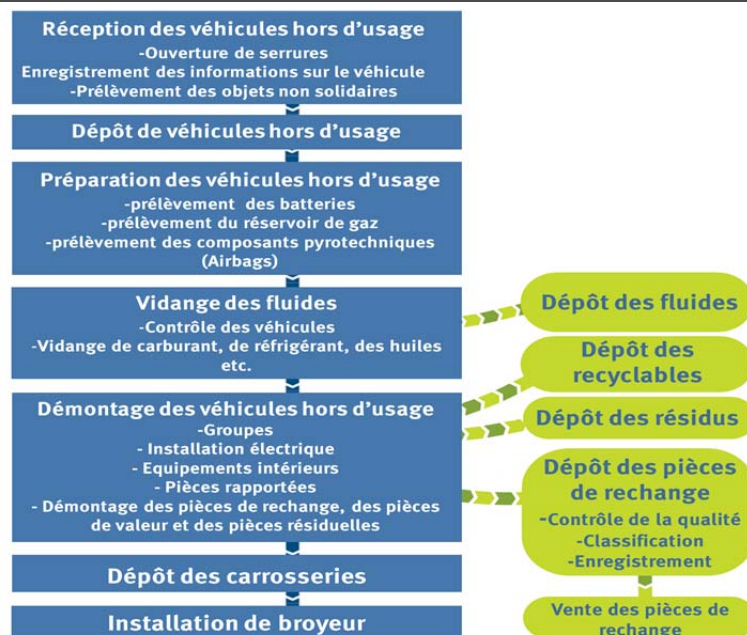 Réception des véhicules hors d'usage
-Ouverture de serrures
Enregistrement des informations sur le véhicule
-Prélèvement des objets non solidaires
Dépôt de véhicules hors d'usage
Préparation des véhicules hors d'usage
-prélèvement des batteries
-prélèvement du réservoir de gaz
-prélèvement des composants pyrotechniques
(Airbags)
Vidange des fluides
-Contrôle des véhicules
-Vidange de carburant, de réfrigérant, des huiles
etc.
Dépôt des fluides
Dépôt des
recyclables
Démontage des véhicules hors d'usage
-Groupes
- Installation électrique
- Equipements intérieurs
- Pièces rapportées
- Démontage des pièces de rechange, des pièces
de valeur et des pièces résiduelles
Dépôt des résidus
Dépôt des pièces
de rechange
-Contrôle de la qualité
-Classification
-Enregistrement
Dépôt des carrosseries
Installation de broyeur
Vente des pièces de
rechange